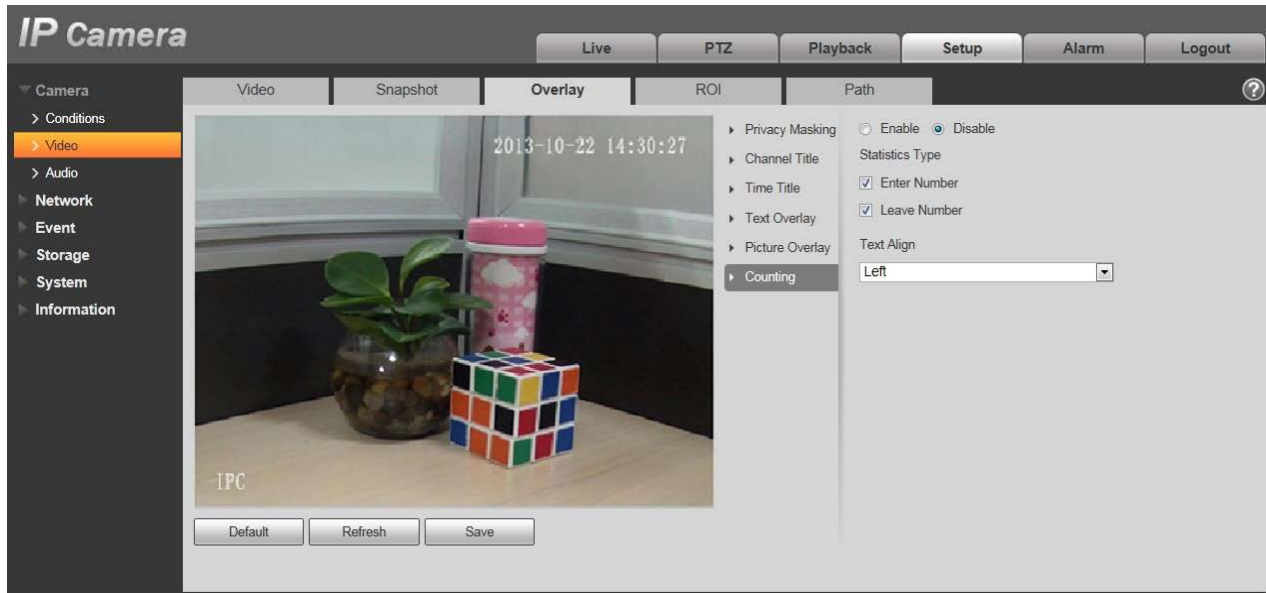 IP Camera
Live
PTZ
Playback
Setup
Alarm
Logout
Camera
Conditions
Video
Audio
Network
Event
Storage
System
Information
Video
Snapshot
Overlay
ROI
Path
?
2013-10-22 14:30:27
IPC
Default
Refresh
Save
Privacy Masking
Channel Title
Time Title
Text Overlay
Picture Overlay
Counting
Enable Disable
Statistics Type
Enter Number
Leave Number
Text Align
Left